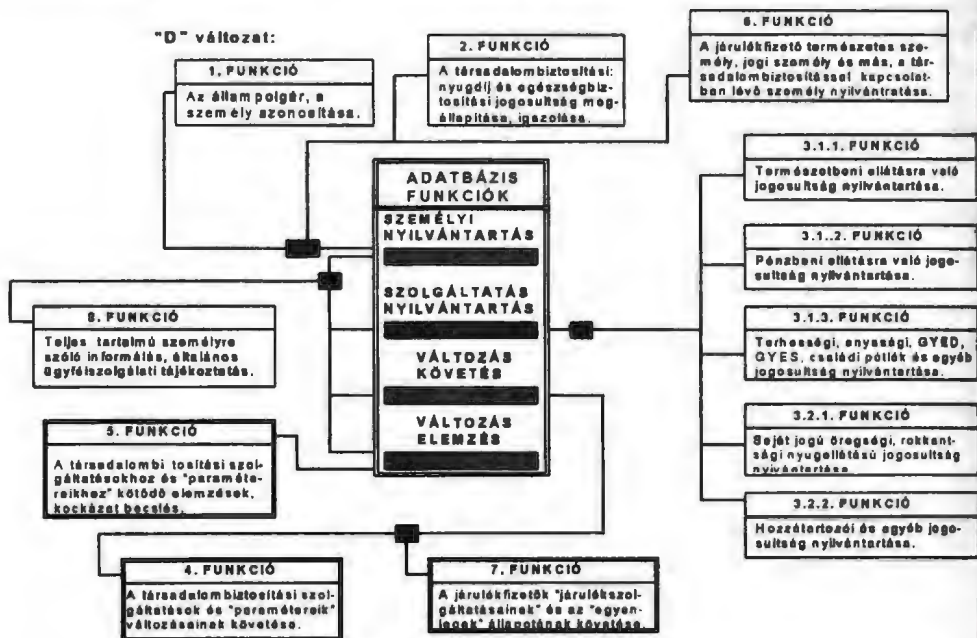 "D" változat:
1. FUNKCIÓ
Az állampolgár, a
személy azonosítása.
2. FUNKCIÓ
A társadalombiztosítási:
nyugdíj és egészségbiz-
tosítási jogosultság meg-
állapítása, igazolása.
6. FUNKCIÓ
A járulékfizető természetes sze-
mély, jogi személy és más, a tár-
sadalombiztosítással kapcsolat-
ban lévő személy nyilvántratása.
ADATBÁZIS
FUNKCIÓK
SZEMÉLYI
NYILVÁNTARTÁS
SZOLGÁLTATÁS
NYILVÁNTARTÁS
VÁLTOZÁS
KÖVETÉS
VÁLTOZÁS
ELEMZÉS
3.1.1. FUNKCIÓ
Természetbeni ellátásra való
jogosultság nyilvántartása.
3.1..2. FUNKCIÓ
Pénzbeni ellátásra való jogo-
sultság nyilvántartása.
3.1.3. FUNKCIÓ
Terhességi, anyasági, GYED,
GYES, családi pótlék és egyéb
jogosultság nyilvántartása.
3.2.1. FUNKCIÓ
Saját jogú öregségi, rokkant-
sági nyugellátású jogosultság
nyilvántartása.
3.2.2. FUNKCIÓ
Hozzátartozói és egyéb jogo-
sultság nyilvántartása.
8. FUNKCIÓ
Teljes tartalmú személyre
szóló informálás, általános
ügyfélszolgálati tájékoztatás.
5. FUNKCIÓ
A társadalombi tosítási szol-
gáltatásokhoz és "paraméte-
reikhez" kötődő elemzések,
kockázat becslés.
4. FUNKCIÓ
A társadalombiztosítási szol-
gáltatások és "paramétereik"
változásainak követése.
7. FUNKCIÓ
A járulékfizetők "járulékszol-
gáltatásainak" és az "egyen-
legek" állapotának követése.